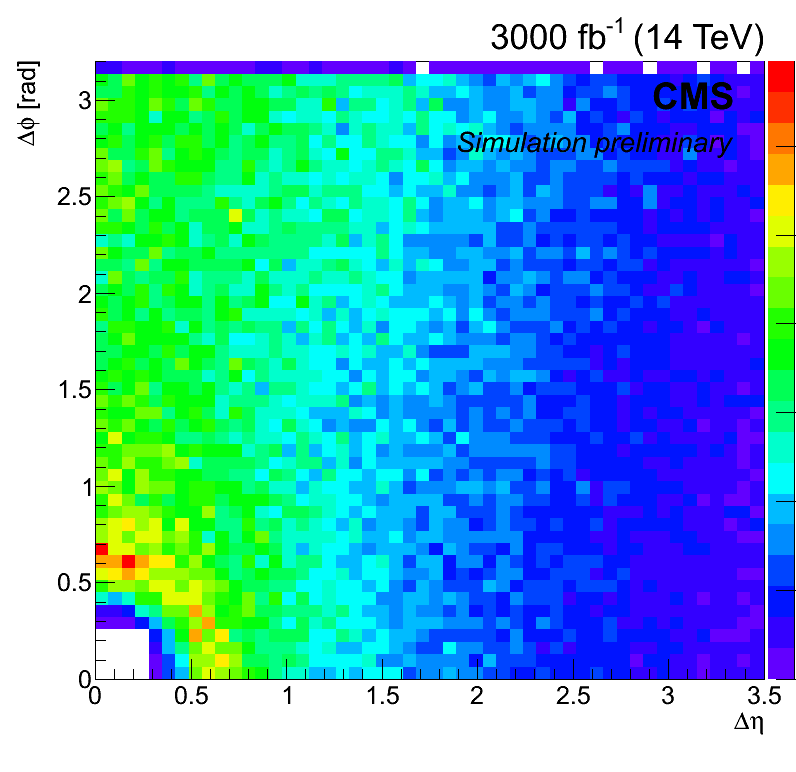 3000 fb-1 (14 TeV)
Δϕ [rad]
CMS
Simulation preliminary
3
2.5
2
1.5
1
0.5
0
0 0.5 1 1.5 2 2.5 3 3.5
Δη